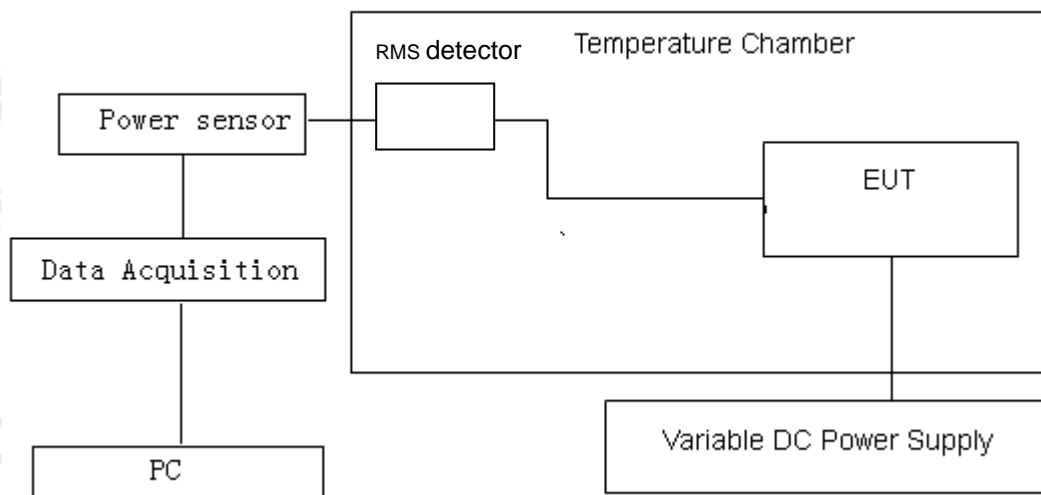 Temperature Chamber
RMS detector
Power sensor
EUT
Data Acquisition
Variable DC Power Supply
PC